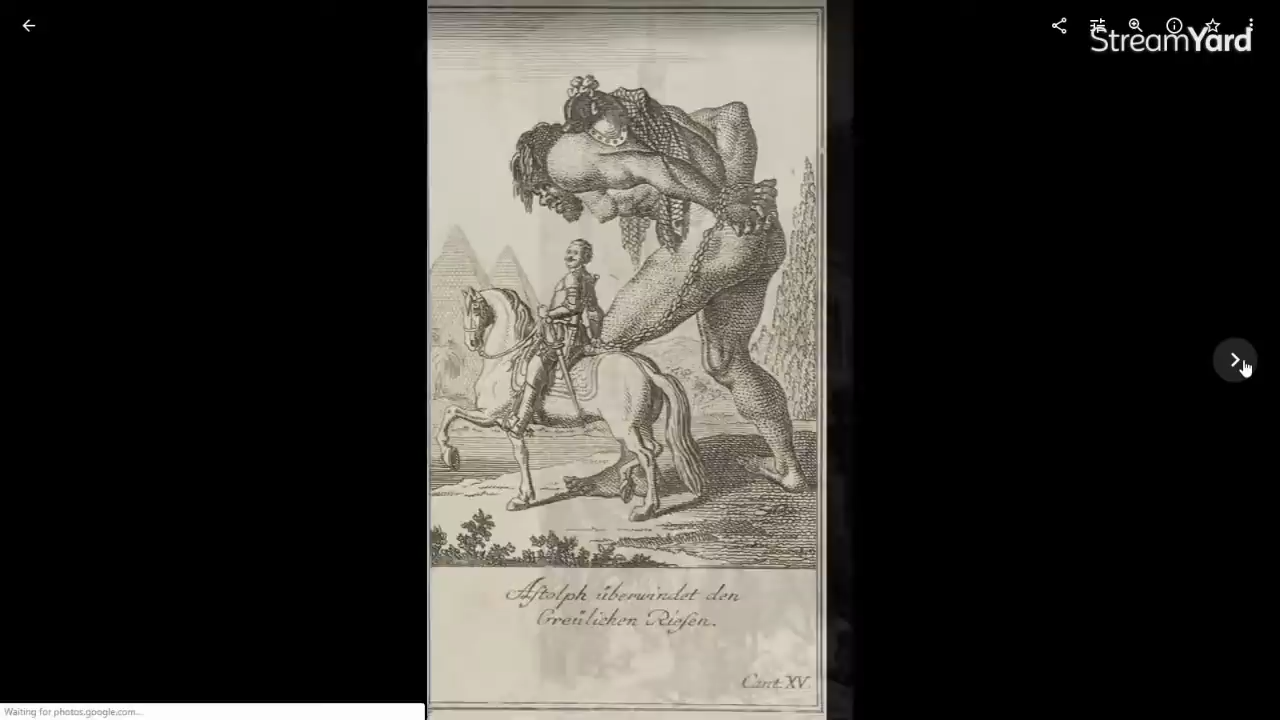 StreamYard
Astolph überwindet den
Greülichen Riesen.
Cant. XV.
Waiting for photos.google.com...